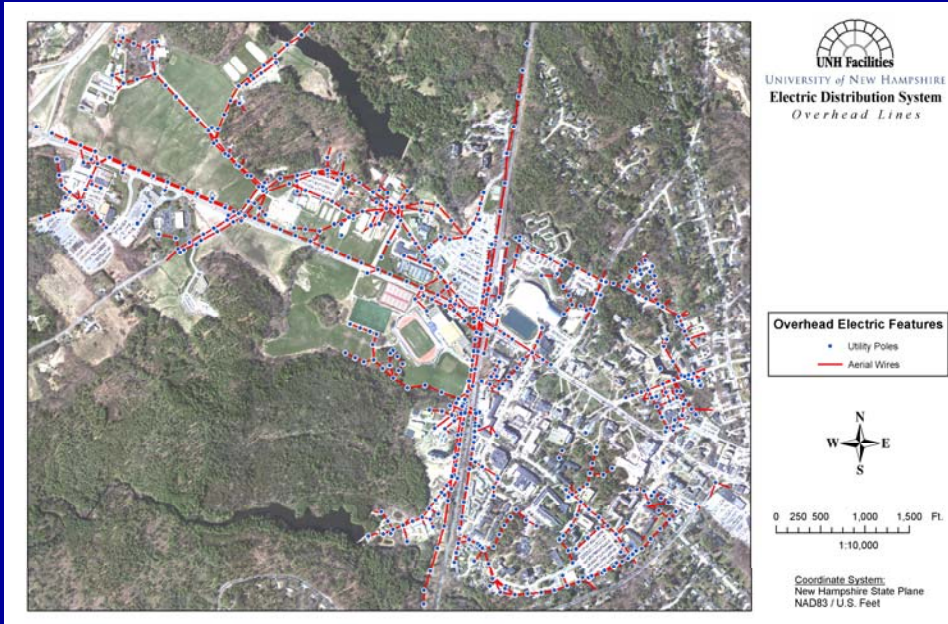 UNH Facilities
UNIVERSITY of NEW HAMPSHIRE
Electric Distribution System
Overhead Lines
Overhead Electric Features
Utility Poles
Aerial Wires
N
W E
S
0 250 500 1,000 1,500 Ft.
1:10,000
Coordinate System:
New Hampshire State Plane
NAD83 / U.S. Feet